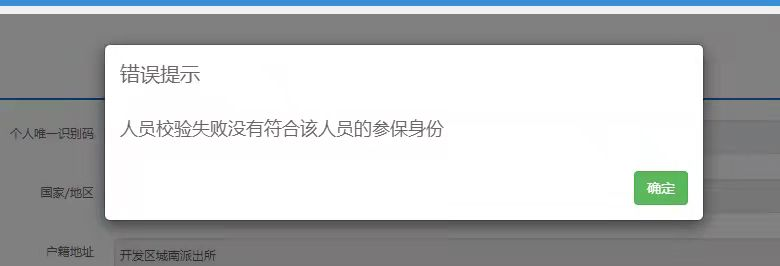 错误提示
人员校验失败没有符合该人员的参保身份
确定
个人唯一识别码
国家/地区
户籍地址
开发区城南派出所